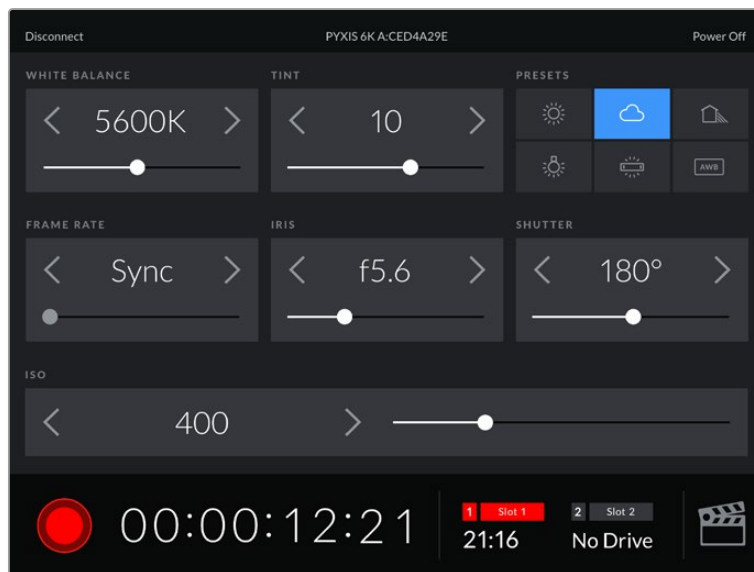 Disconnect PYXIS 6K A:CED4A29E Power Off
WHITE BALANCE TINT PRESETS
5600K 10
AWB
FRAME RATE IRIS SHUTTER
Sync f5.6 180°
ISO
400
00:00:12:21 1 Slot 1 2 Slot 2
21:16 No Drive